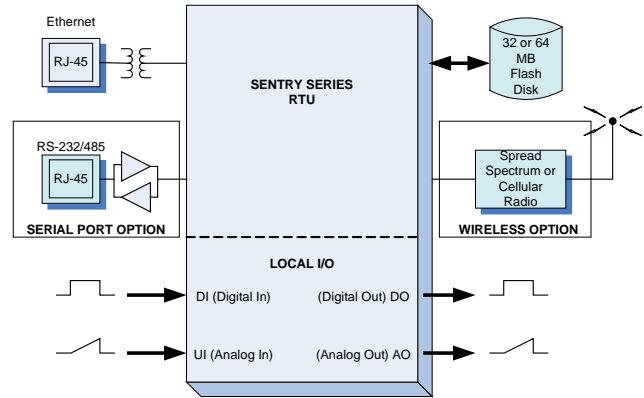 Ethernet
RJ-45
SENTRY SERIES
RTU
32 or 64
MB
Flash
Disk
RS-232/485
RJ-45
SERIAL PORT OPTION
Spread
Spectrum or
Cellular
Radio
WIRELESS OPTION
LOCAL I/O
DI (Digital In)
(Digital Out) DO
UI (Analog In)
(Analog Out) AO